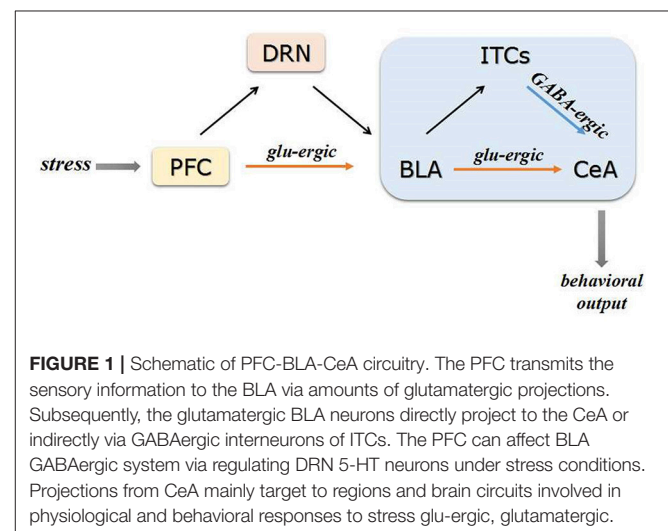 DRN
ITCs
GABA-ergic
stress
PFC
glu-ergic
BLA
glu-ergic
CeA
behavioral
output
FIGURE 1 | Schematic of PFC-BLA-CeA circuitry. The PFC transmits the
sensory information to the BLA via amounts of glutamatergic projections.
Subsequently, the glutamatergic BLA neurons directly project to the CeA or
indirectly via GABAergic interneurons of ITCs. The PFC can affect BLA
GABAergic system via regulating DRN 5-HT neurons under stress conditions.
Projections from CeA mainly target to regions and brain circuits involved in
physiological and behavioral responses to stress glu-ergic, glutamatergic.